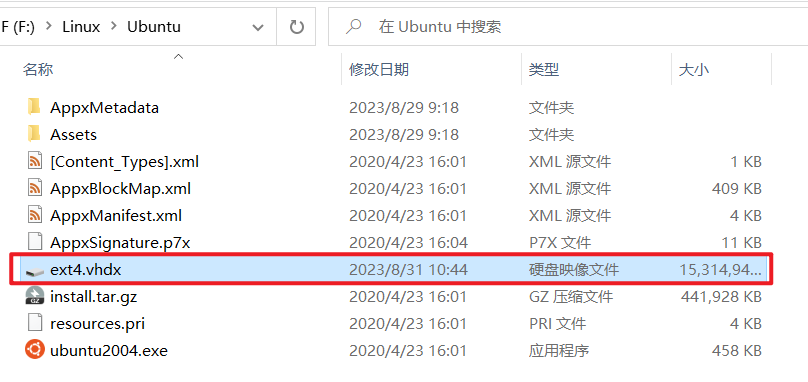 F (F:) > Linux > Ubuntu 在 Ubuntu 中搜索
名称 修改日期 类型 大小
AppxMetadata 2023/8/29 9:18 文件夹
Assets 2023/8/29 9:18 文件夹
[Content_Types].xml 2020/4/23 16:01 XML 源文件 1 KB
AppxBlockMap.xml 2020/4/23 16:01 XML 源文件 409 KB
AppxManifest.xml 2020/4/23 16:01 XML 源文件 4 KB
AppxSignature.p7x 2020/4/23 16:04 P7X 文件 11 KB
ext4.vhdx 2023/8/31 10:44 硬盘映像文件 15,314,94...
install.tar.gz 2020/4/23 16:01 GZ 压缩文件 441,928 KB
resources.pri 2020/4/23 16:01 PRI 文件 4 KB
ubuntu2004.exe 2020/4/23 16:01 应用程序 458 KB